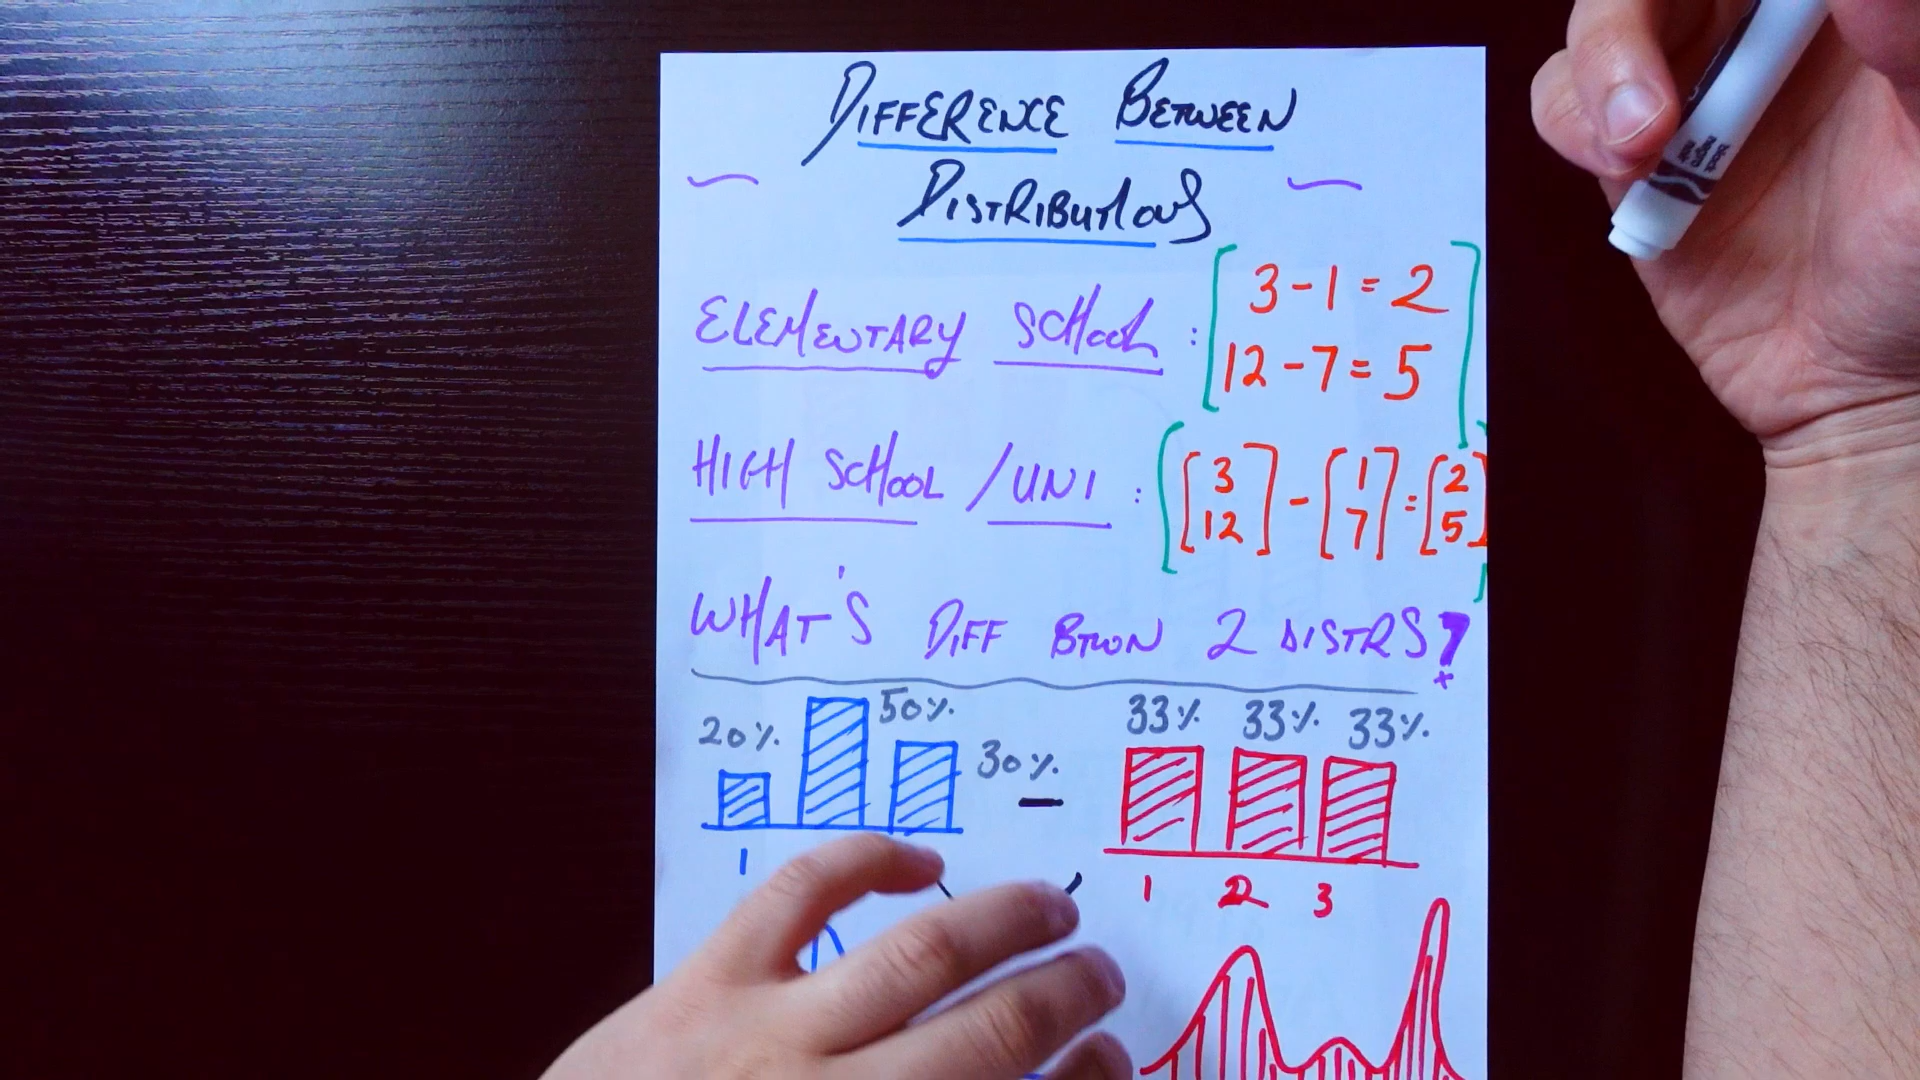 DIFFERENCE BETWEEN
DISTRIBUTIONS
ELEMENTARY SCHOOL : 3-1=2
12-7=5
HIGH SCHOOL / UNI : [3 12] - [1 7] = [2 5]
WHAT'S DIFF BTWN 2 DISTRS?
20% 50% 30% — 33% 33% 33%
1 1 2 3